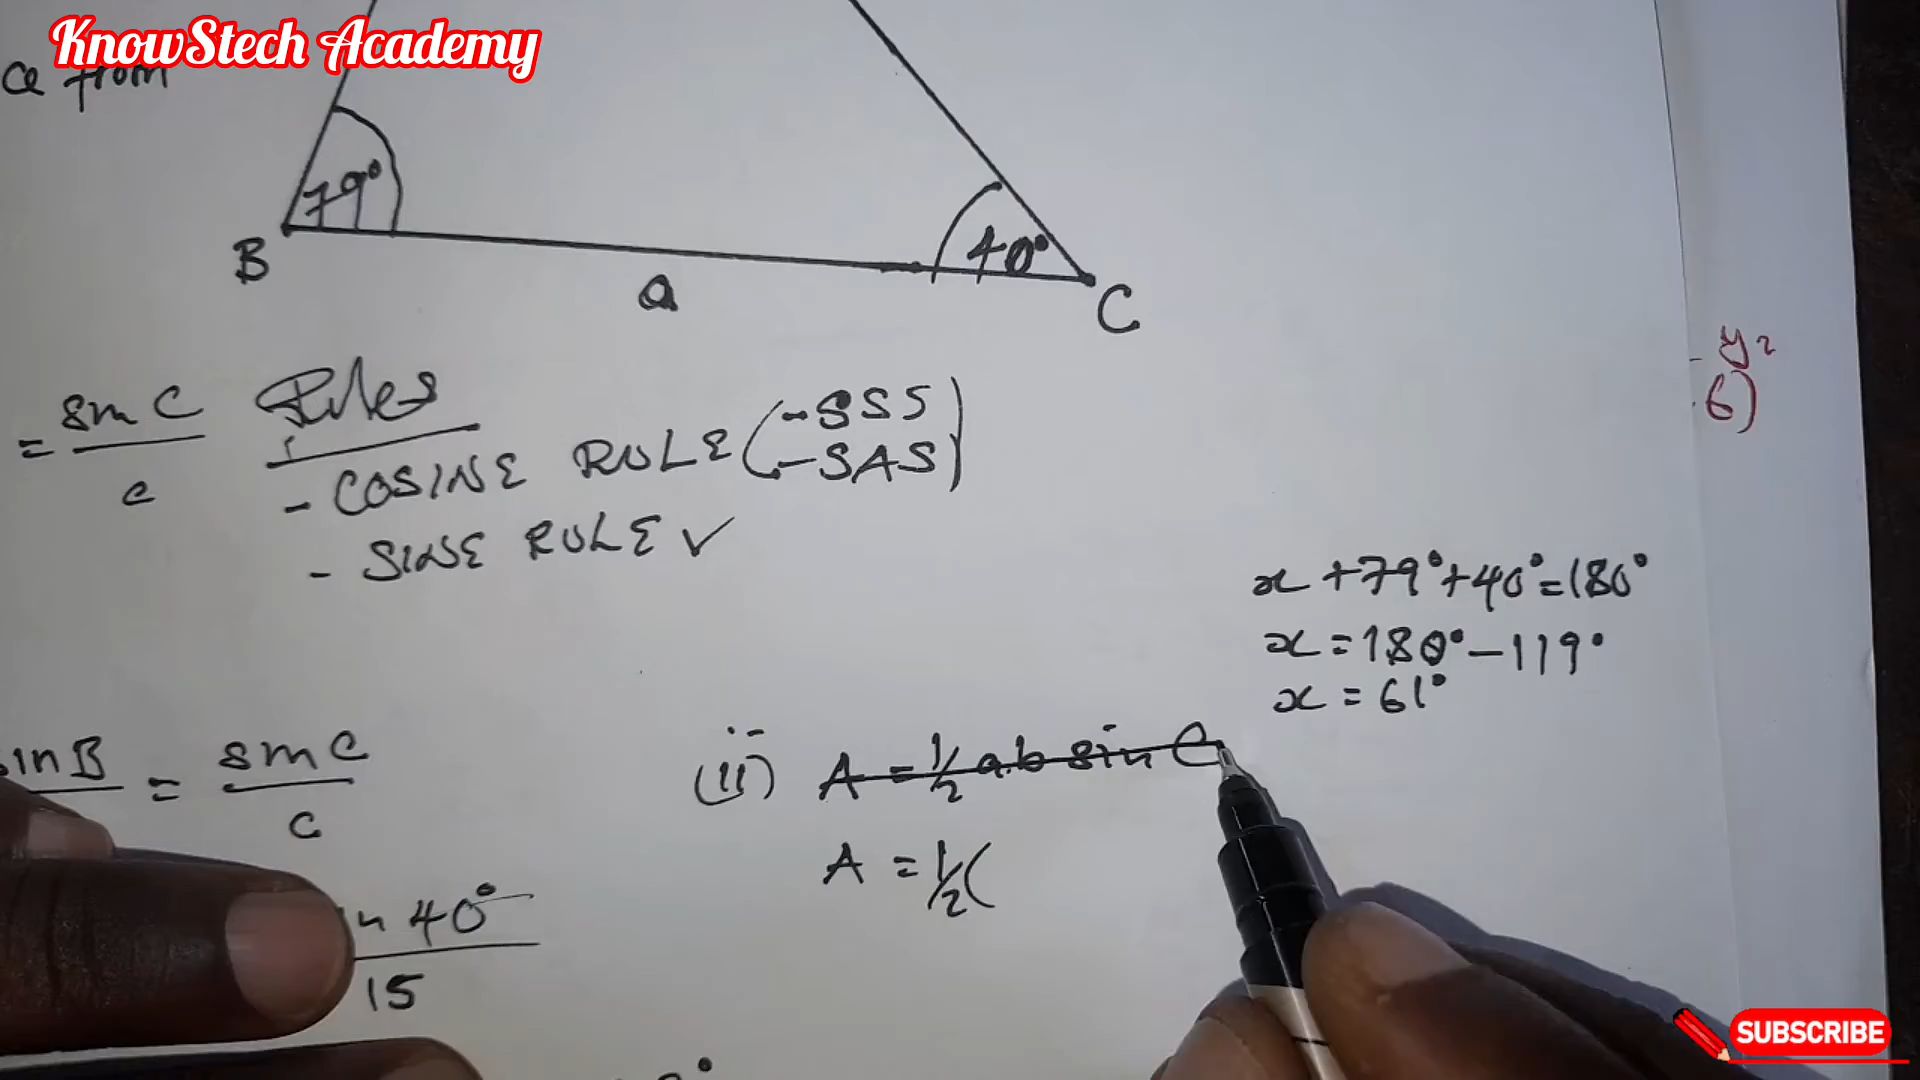 KnowStech Academy
a from
79°
40°
B
a
C
= sin C / c
Rules
- COSINE RULE (- SSS
- SAS)
- SINE RULE ✓
x + 79° + 40° = 180°
x = 180° - 119°
x = 61°
- y²
6)
sin B = sin C / c
(ii) A = ½ ab sin C
A = ½ (
n 40° / 15
SUBSCRIBE